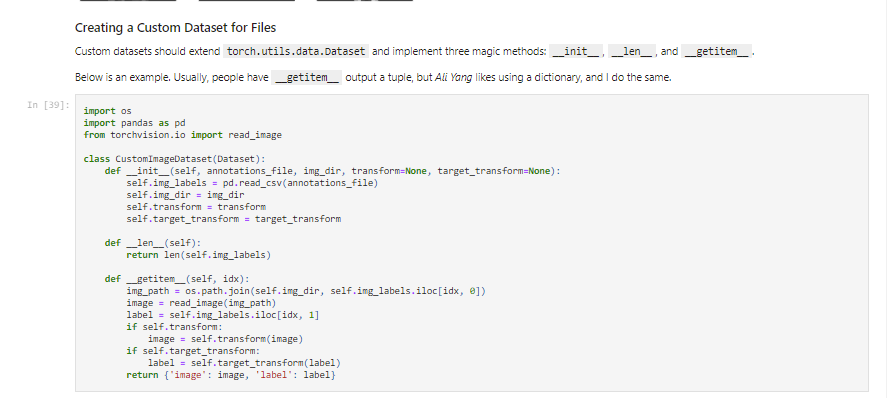 Creating a Custom Dataset for Files
Custom datasets should extend torch.utils.data.Dataset and implement three magic methods: __init__, __len__, and __getitem__.
Below is an example. Usually, people have __getitem__ output a tuple, but Ali Yang likes using a dictionary, and I do the same.
In [39]:
import os
import pandas as pd
from torchvision.io import read_image

class CustomImageDataset(Dataset):
    def __init__(self, annotations_file, img_dir, transform=None, target_transform=None):
        self.img_labels = pd.read_csv(annotations_file)
        self.img_dir = img_dir
        self.transform = transform
        self.target_transform = target_transform

    def __len__(self):
        return len(self.img_labels)

    def __getitem__(self, idx):
        img_path = os.path.join(self.img_dir, self.img_labels.iloc[idx, 0])
        image = read_image(img_path)
        label = self.img_labels.iloc[idx, 1]
        if self.transform:
            image = self.transform(image)
        if self.target_transform:
            label = self.target_transform(label)
        return {'image': image, 'label': label}